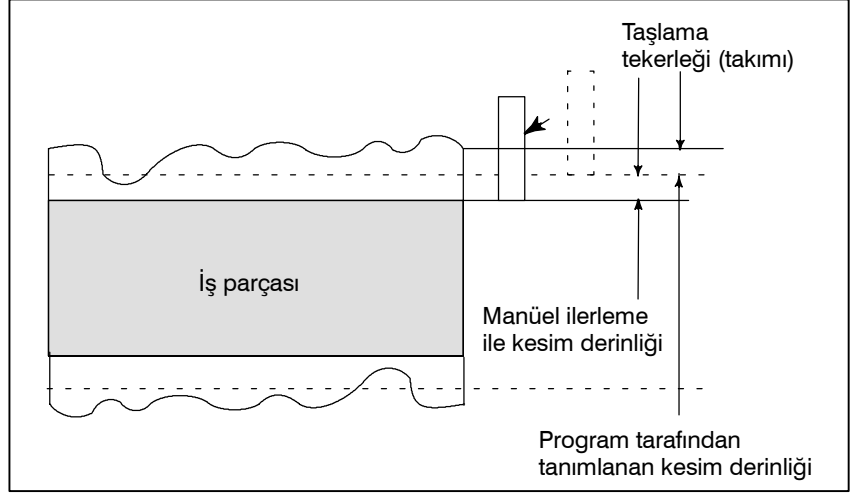 Taşlama
tekerleği (takımı)
İş parçası
Manüel ilerleme
ile kesim derinliği
Program tarafından
tanımlanan kesim derinliği